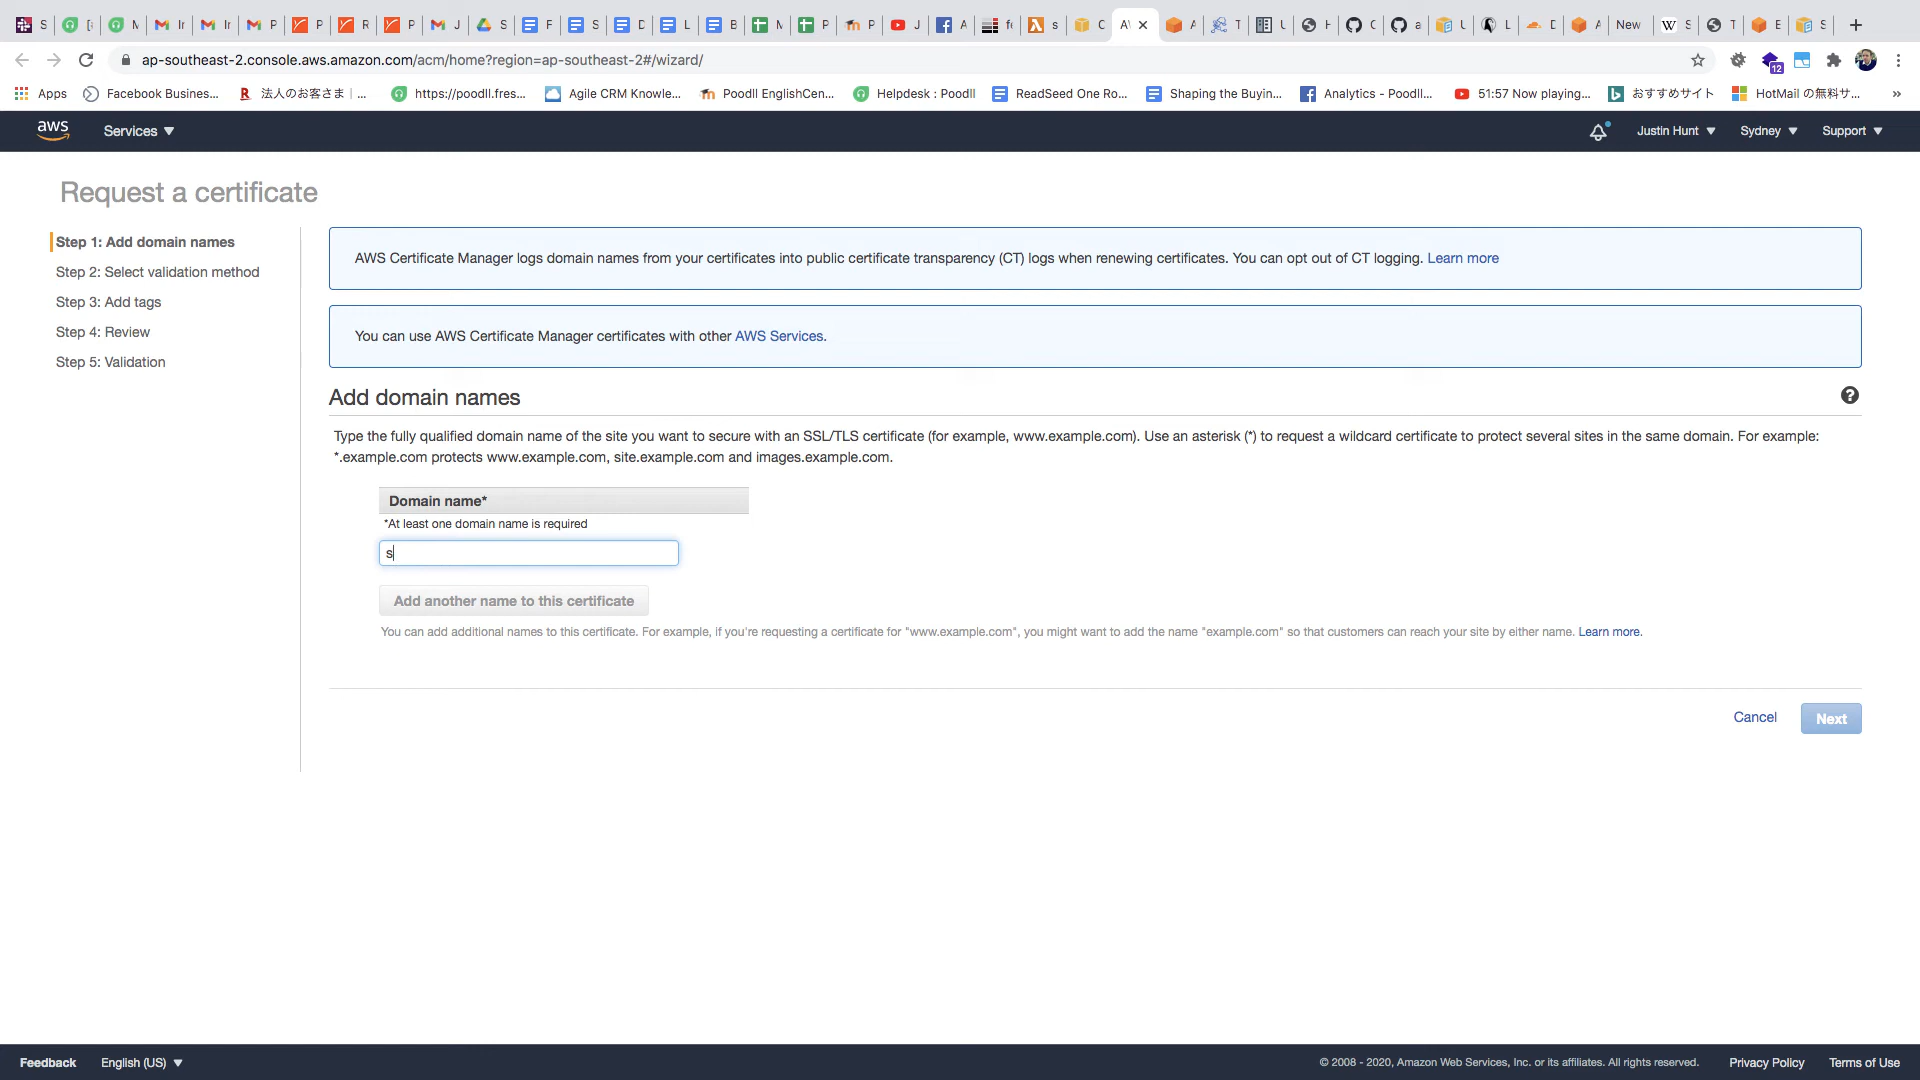 S
[
M
Ir
Ir
P
P
R
P
J
S
F
S
D
L
B
M
P
P
J
A
fe
s
C
A\
A
T
U
H
C
a
U
L
D
A
New
S
T
E
S
ap-southeast-2.console.aws.amazon.com/acm/home?region=ap-southeast-2#/wizard/
12
Apps
Facebook Business...
法人のお客さま | ...
https://poodll.fres...
Agile CRM Knowle...
Poodll EnglishCen...
Helpdesk : Poodll
ReadSeed One Ro...
Shaping the Buyin...
Analytics - Poodll...
51:57 Now playing...
おすすめサイト
HotMail の無料サ...
»
aws
Services
Justin Hunt
Sydney
Support
Request a certificate
Step 1: Add domain names
Step 2: Select validation method
Step 3: Add tags
Step 4: Review
Step 5: Validation
AWS Certificate Manager logs domain names from your certificates into public certificate transparency (CT) logs when renewing certificates. You can opt out of CT logging. Learn more
You can use AWS Certificate Manager certificates with other AWS Services.
Add domain names
?
Type the fully qualified domain name of the site you want to secure with an SSL/TLS certificate (for example, www.example.com). Use an asterisk (*) to request a wildcard certificate to protect several sites in the same domain. For example:
*.example.com protects www.example.com, site.example.com and images.example.com.
Domain name*
*At least one domain name is required
s
Add another name to this certificate
You can add additional names to this certificate. For example, if you're requesting a certificate for "www.example.com", you might want to add the name "example.com" so that customers can reach your site by either name. Learn more.
Cancel
Next
Feedback
English (US)
© 2008 - 2020, Amazon Web Services, Inc. or its affiliates. All rights reserved.
Privacy Policy
Terms of Use